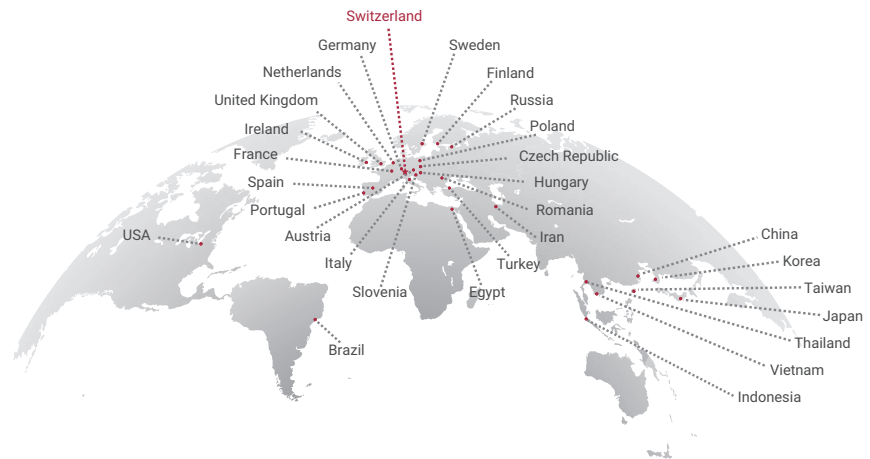 Switzerland
Germany
Sweden
Netherlands
Finland
United Kingdom
Russia
Ireland
Poland
France
Czech Republic
Spain
Hungary
Portugal
Romania
USA
Austria
Iran
China
Italy
Turkey
Korea
Slovenia
Egypt
Taiwan
Japan
Brazil
Thailand
Vietnam
Indonesia